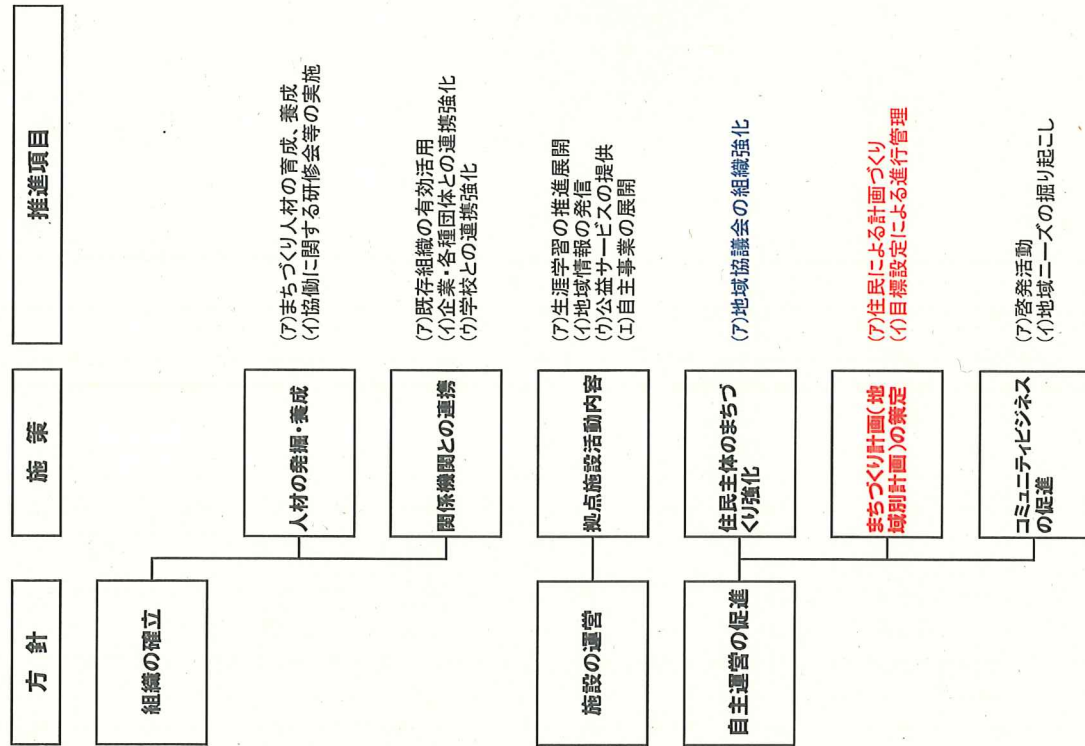 方 針
施 策
推進項目
組織の確立
人材の発掘・養成
(ア)まちづくり人材の育成、養成
(イ)協働に関する研修会等の実施
関係機関との連携
(ア)既存組織の有効活用
(イ)企業・各種団体との連携強化
(ウ)学校との連携強化
施設の運営
拠点施設活動内容
(ア)生涯学習の推進展開
(イ)地域情報の発信
(ウ)公益サービスの提供
(エ)自主事業の展開
自主運営の促進
住民主体のまちづ
くり強化
(ア)地域協議会の組織強化
まちづくり計画(地
域別計画)の策定
(ア)住民による計画づくり
(イ)目標設定による進行管理
コミュニティビジネス
の促進
(ア)啓発活動
(イ)地域ニーズの掘り起こし